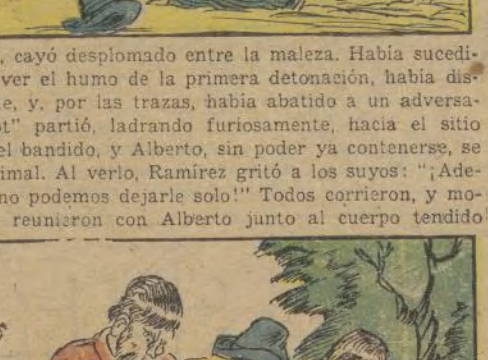 , cayó desplomado entre la maleza. Había sucedi-
ver el humo de la primera detonación, había dis-
e, y, por las trazas, había abatido a un adversa-
ot" partió, ladrando furiosamente, hacia el sitio
el bandido, y Alberto, sin poder ya contenerse, se
imal. Al verlo, Ramírez gritó a los suyos: "¡Ade-
no podemos dejarle solo!" Todos corrieron, y mo-
reunieron con Alberto junto al cuerpo tendido